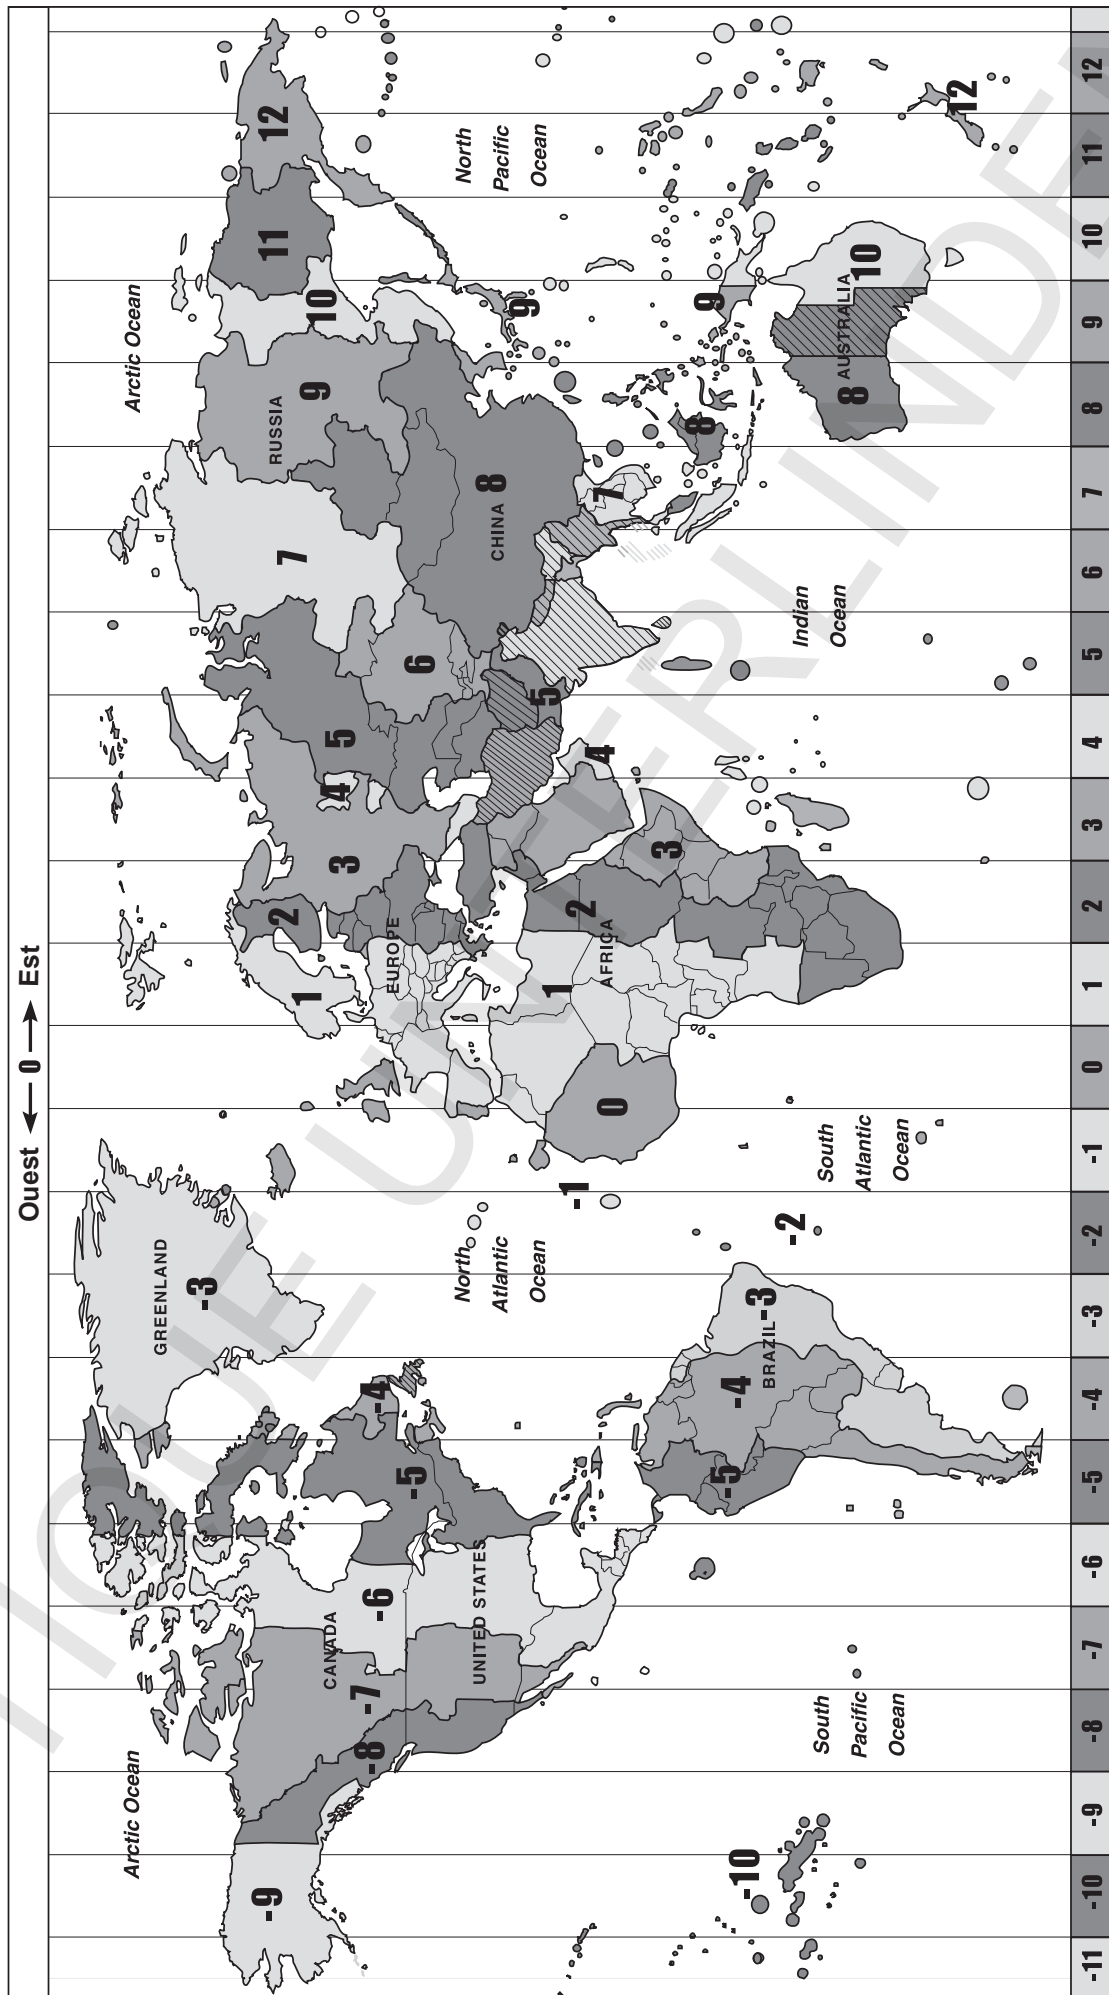 Ouest ← 0 → Est
Arctic Ocean
Arctic Ocean
GREENLAND
-3
-9
RUSSIA
12
11
2
7
1
9
10
CANADA
4
5
3
-7
-8
-4
-6
EUROPE
-5
6
UNITED STATES
CHINA
8
North
Atlantic
Ocean
North
Pacific
Ocean
9
5
1
-1
2
4
AFRICA
7
0
3
8
9
-5
-4
-10
BRAZIL
-3
-2
South
Pacific
Ocean
South
Atlantic
Ocean
Indian
Ocean
AUSTRALIA
8
10
12
-11 -10 -9 -8 -7 -6 -5 -4 -3 -2 -1 0 1 2 3 4 5 6 7 8 9 10 11 12
IQUE UNTERLINDE